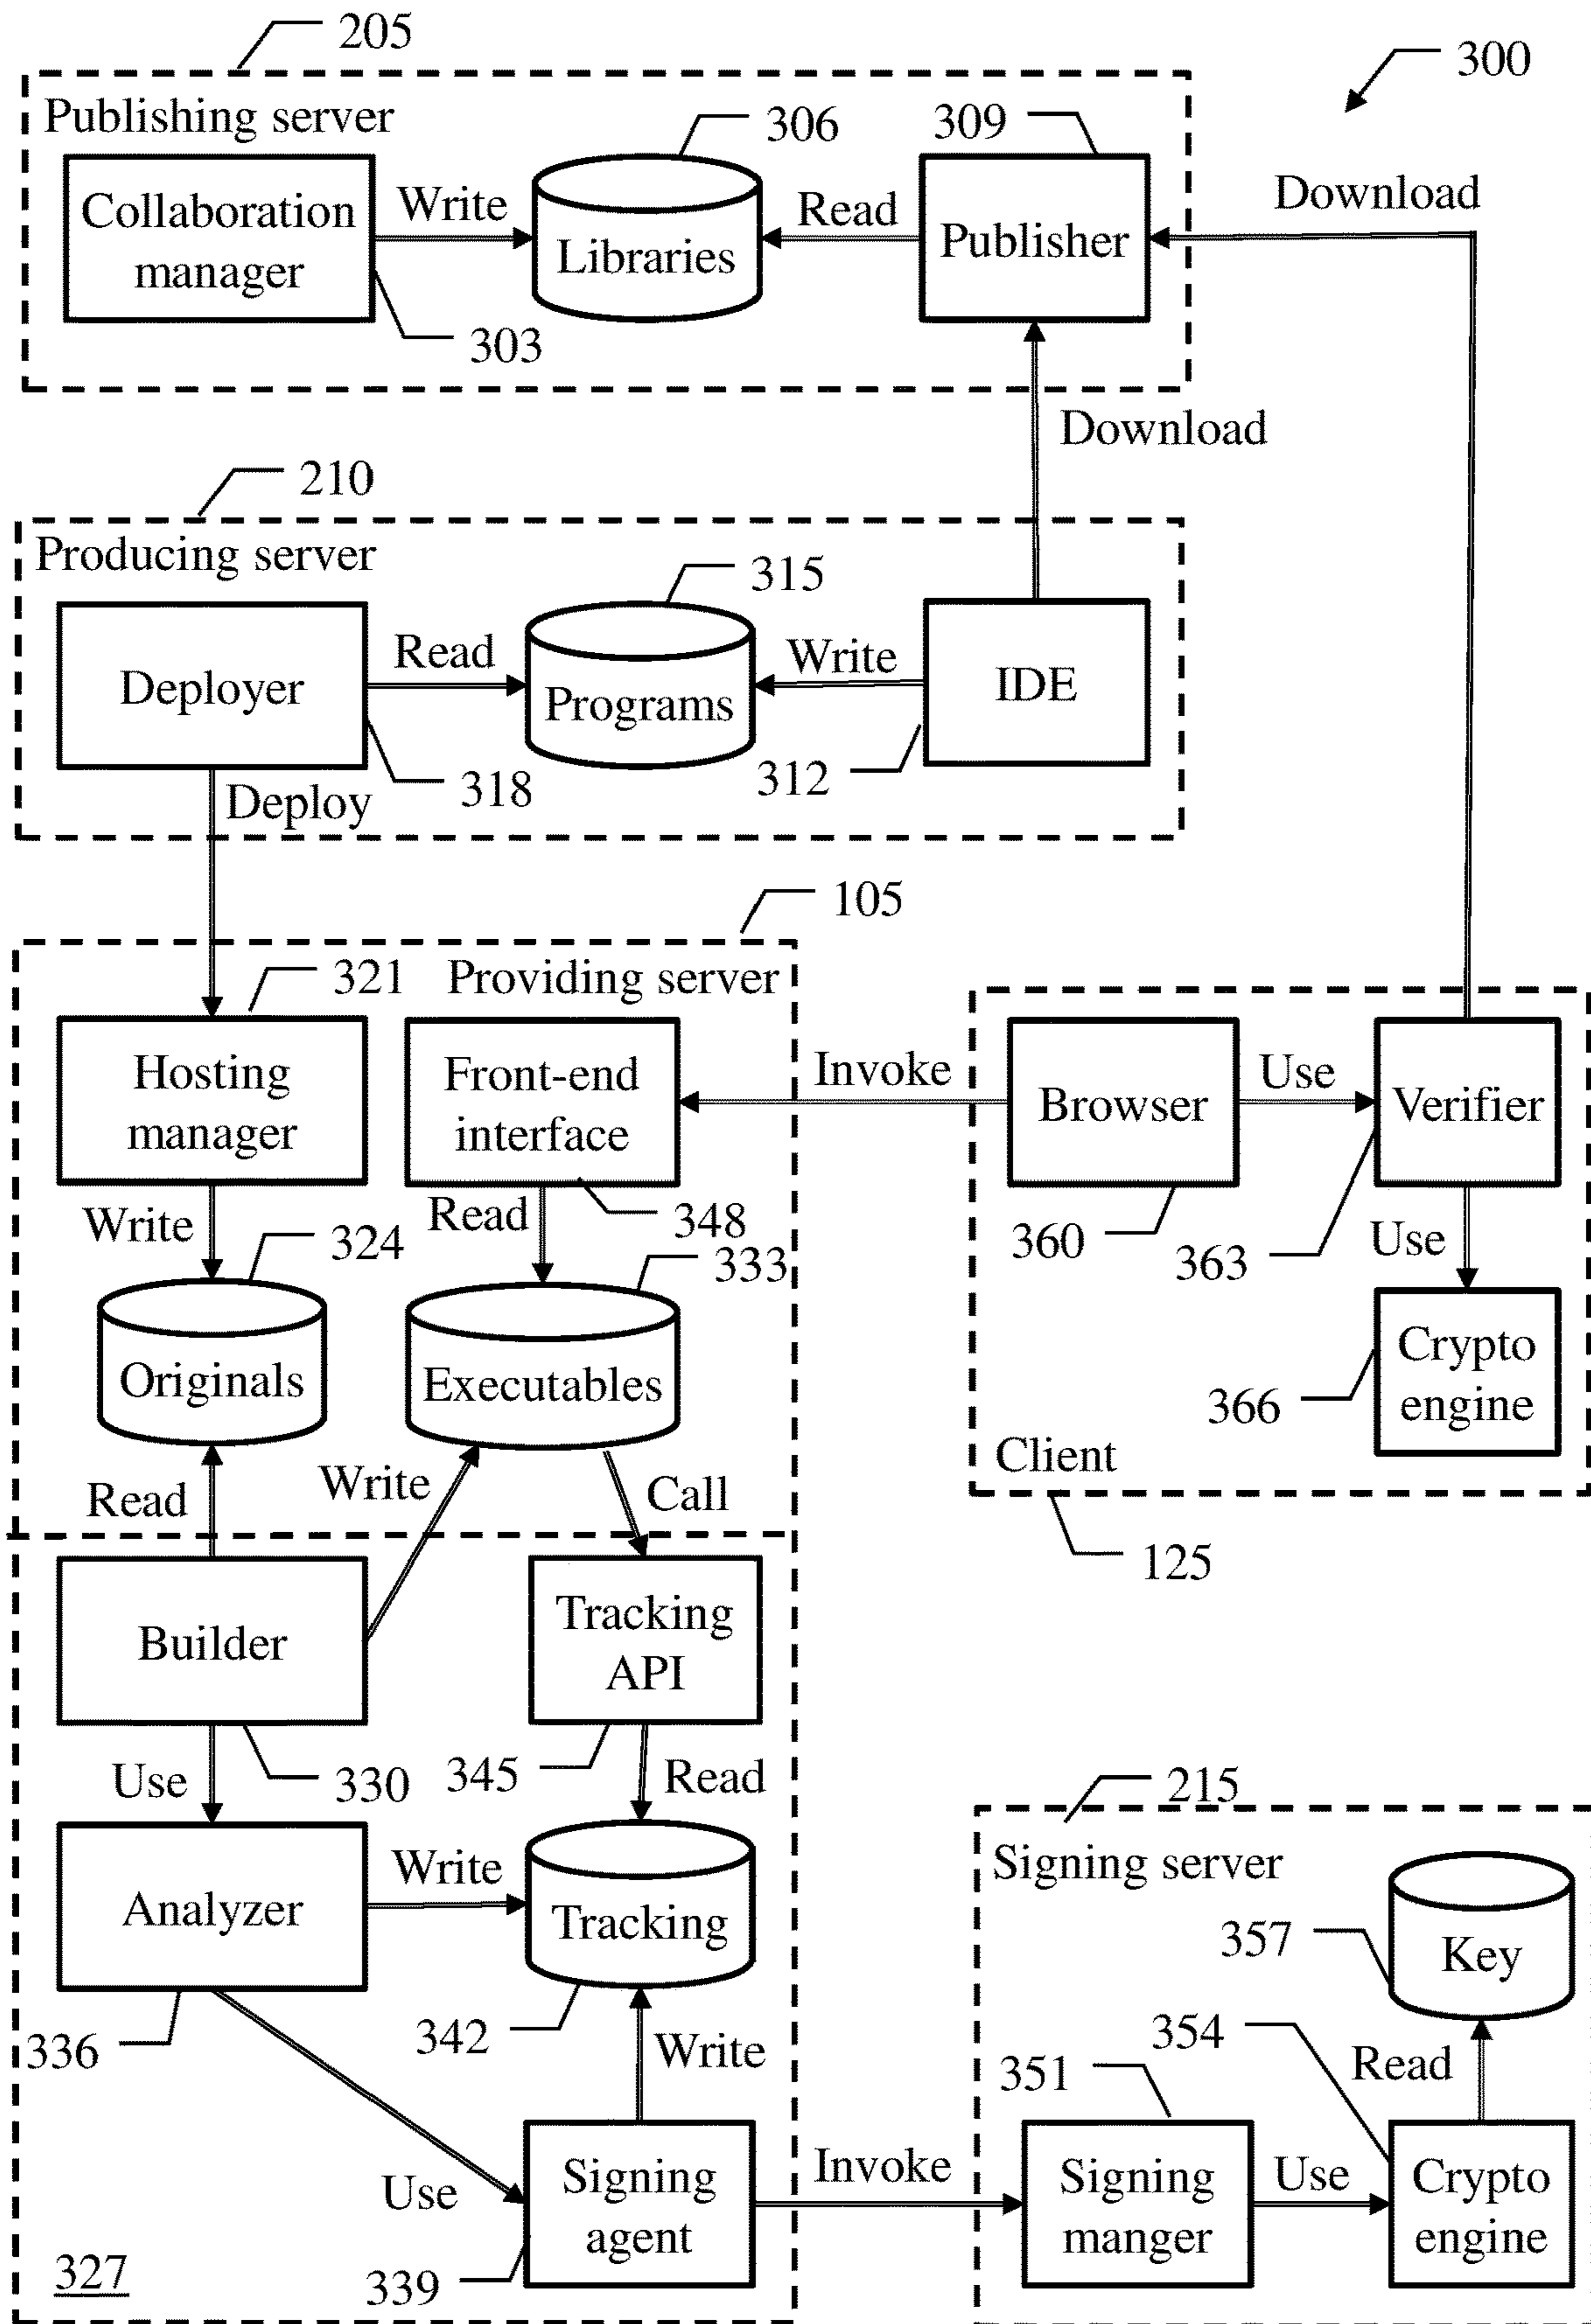 205
300
Publishing server
306
309
Collaboration
manager
Write
Libraries
Read
Publisher
Download
303
Download
210
Producing server
315
Deployer
Read
Programs
Write
IDE
318
312
Deploy
105
321
Providing server
Hosting
manager
Front-end
interface
Invoke
Browser
Use
Verifier
Write
324
Read
348
333
360
363
Use
Originals
Executables
Crypto
engine
366
Client
Read
Write
Call
125
Builder
Tracking
API
Use
330
345
Read
215
Signing server
Analyzer
Write
Tracking
357
Key
336
342
Write
354
351
Read
Use
Signing
agent
Invoke
Signing
manger
Use
Crypto
engine
327
339